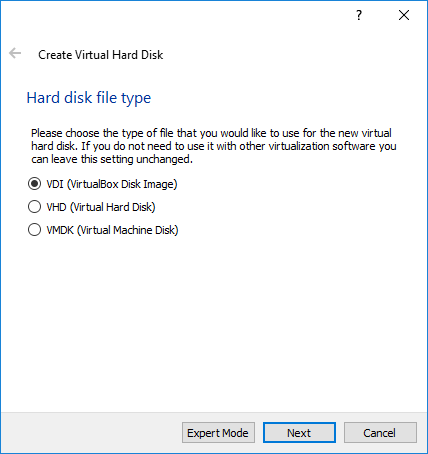 ?
Create Virtual Hard Disk
Hard disk file type
Please choose the type of file that you would like to use for the new virtual
hard disk. If you do not need to use it with other virtualization software you
can leave this setting unchanged.
VDI (VirtualBox Disk Image)
VHD (Virtual Hard Disk)
VMDK (Virtual Machine Disk)
Expert Mode Next Cancel